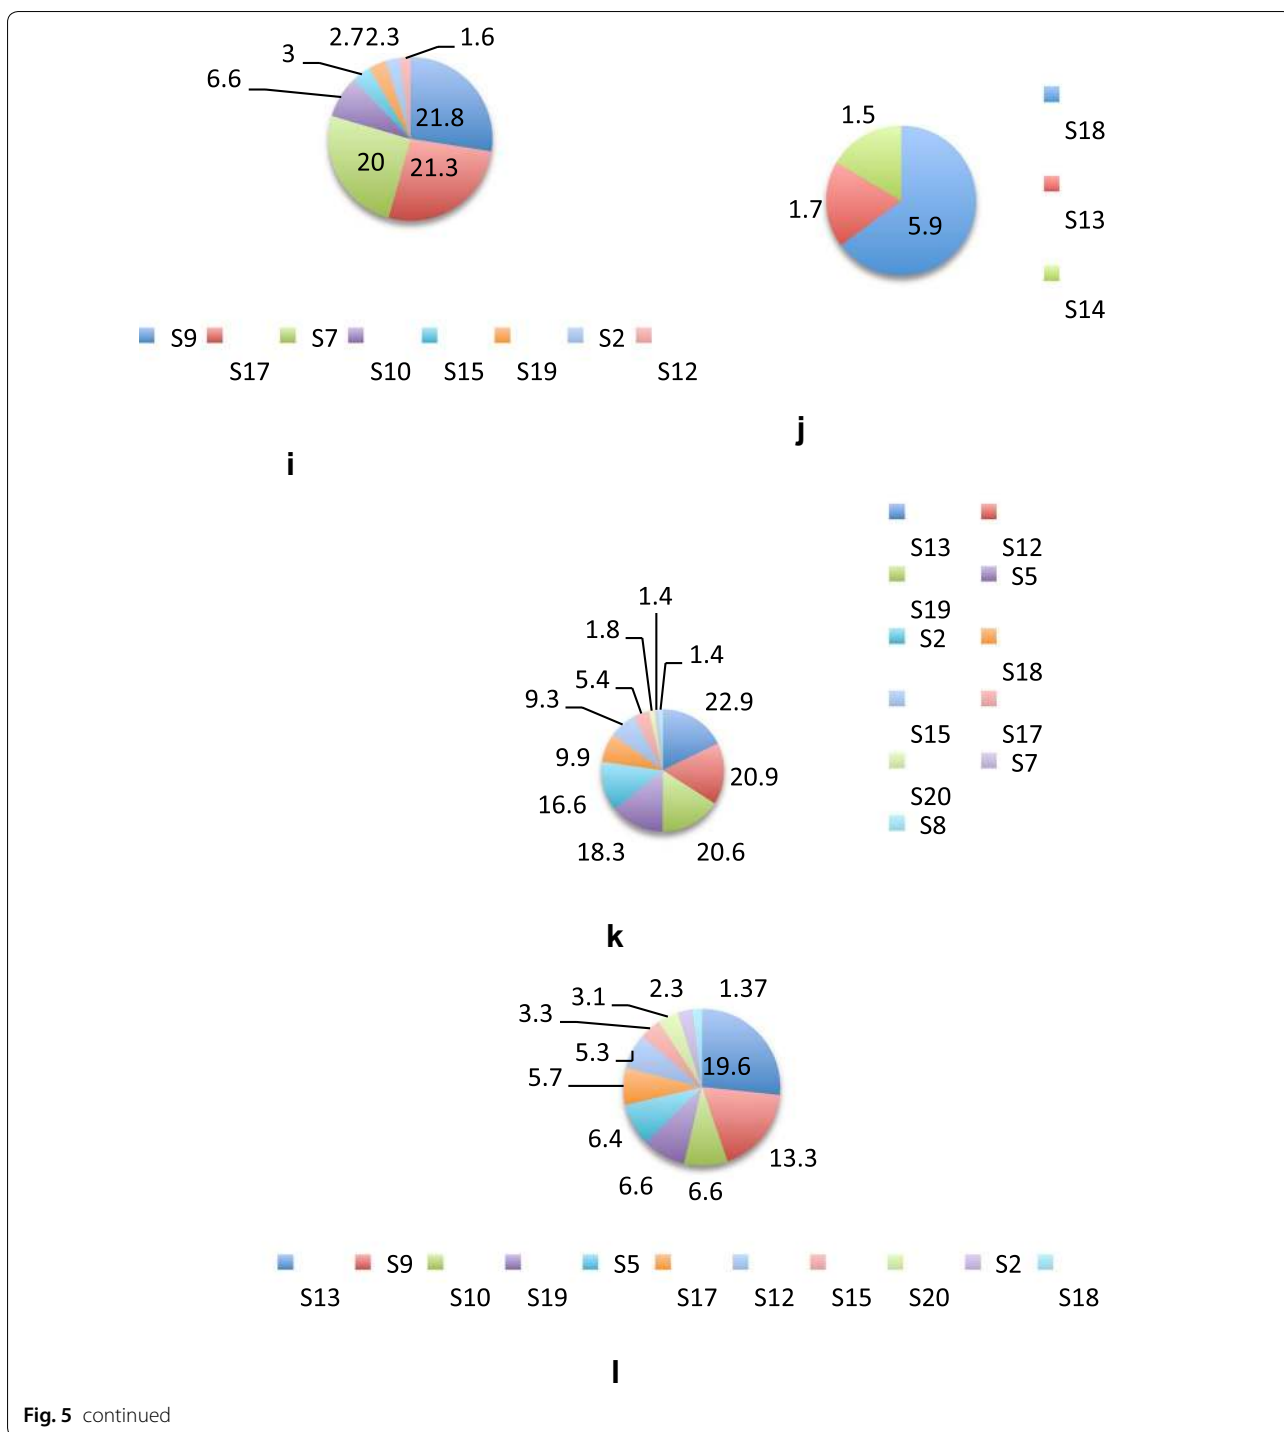 2.7 2.3 1.6
3
6.6
21.8
20 21.3
S9 S7 S2
S17 S10 S15 S19 S12
i
1.5
1.7
5.9
S18
S13
S14
j
1.4
1.8
1.4
5.4
9.3
22.9
9.9
20.9
16.6
18.3 20.6
S13 S12
S5
S19
S2
S18
S15 S17
S7
S20
S8
k
3.1 2.3 1.37
3.3
5.3 19.6
5.7
6.4
13.3
6.6 6.6
S9 S5 S2
S13 S10 S19 S17 S12 S15 S20 S18
l
Fig. 5 continued